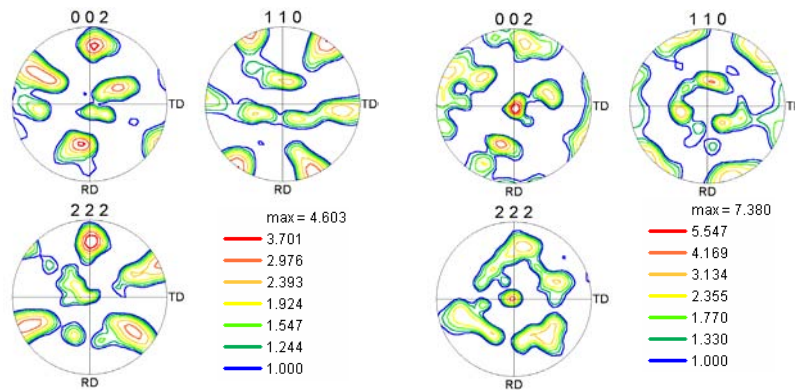 0 0 2
1 1 0
TD
TD
RD
RD
2 2 2
TD
RD
max = 4.603
3.701
2.976
2.393
1.924
1.547
1.244
1.000
0 0 2
1 1 0
TD
TD
RD
RD
2 2 2
TD
RD
max = 7.380
5.547
4.169
3.134
2.355
1.770
1.330
1.000